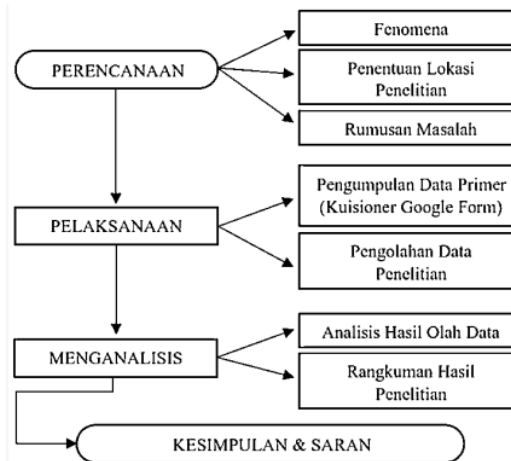 PERENCANAAN
Fenomena
Penentuan Lokasi
Penelitian
Rumusan Masalah
PELAKSANAAN
Pengumpulan Data Primer
(Kuisioner Google Form)
Pengolahan Data
Penelitian
MENGANALISIS
Analisis Hasil Olah Data
Rangkuman Hasil
Penelitian
KESIMPULAN & SARAN